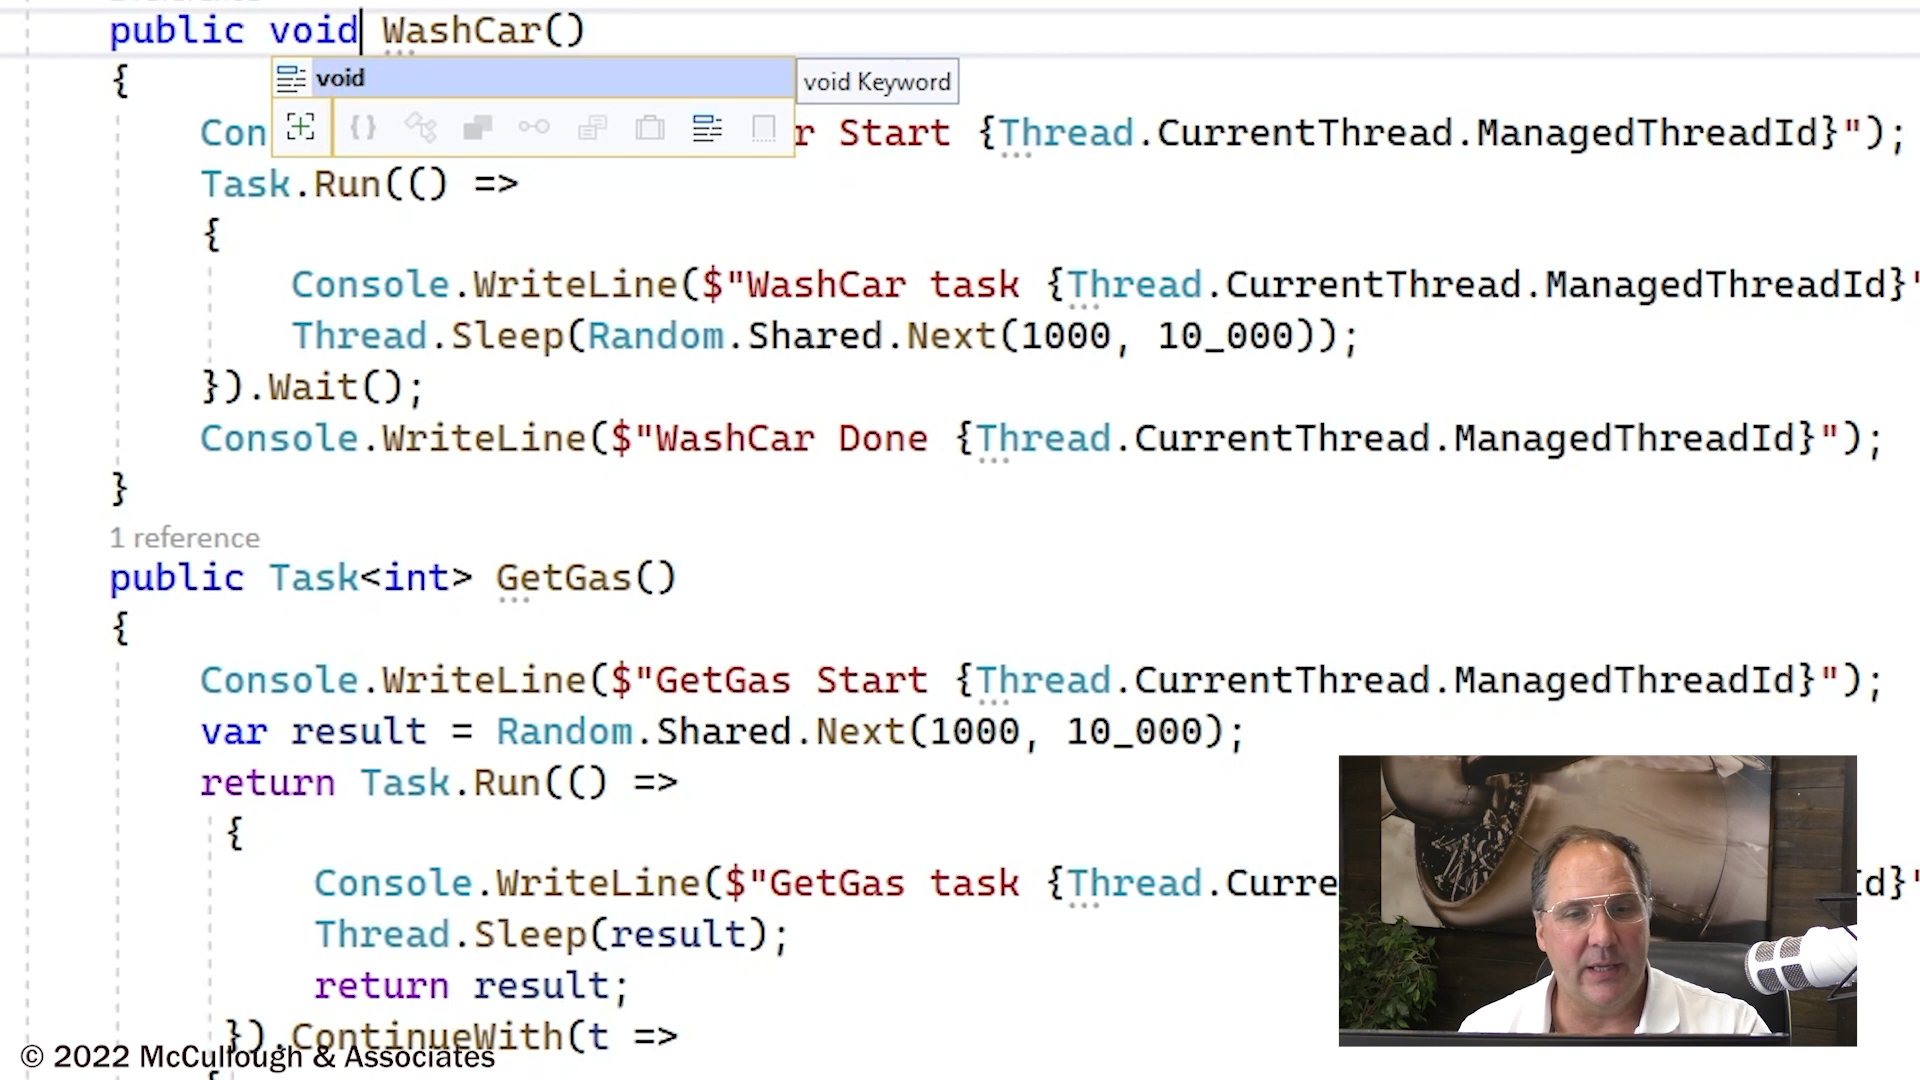 public void WashCar()
void
void Keyword
{
Con r Start {Thread.CurrentThread.ManagedThreadId}");
Task.Run(() =>
{
Console.WriteLine($"WashCar task {Thread.CurrentThread.ManagedThreadId}"
Thread.Sleep(Random.Shared.Next(1000, 10_000));
}).Wait();
Console.WriteLine($"WashCar Done {Thread.CurrentThread.ManagedThreadId}");
}
1 reference
public Task<int> GetGas()
{
Console.WriteLine($"GetGas Start {Thread.CurrentThread.ManagedThreadId}");
var result = Random.Shared.Next(1000, 10_000);
return Task.Run(() =>
{
Console.WriteLine($"GetGas task {Thread.Curre Id}"
Thread.Sleep(result);
return result;
}).ContinueWith(t =>
© 2022 McCullough & Associates